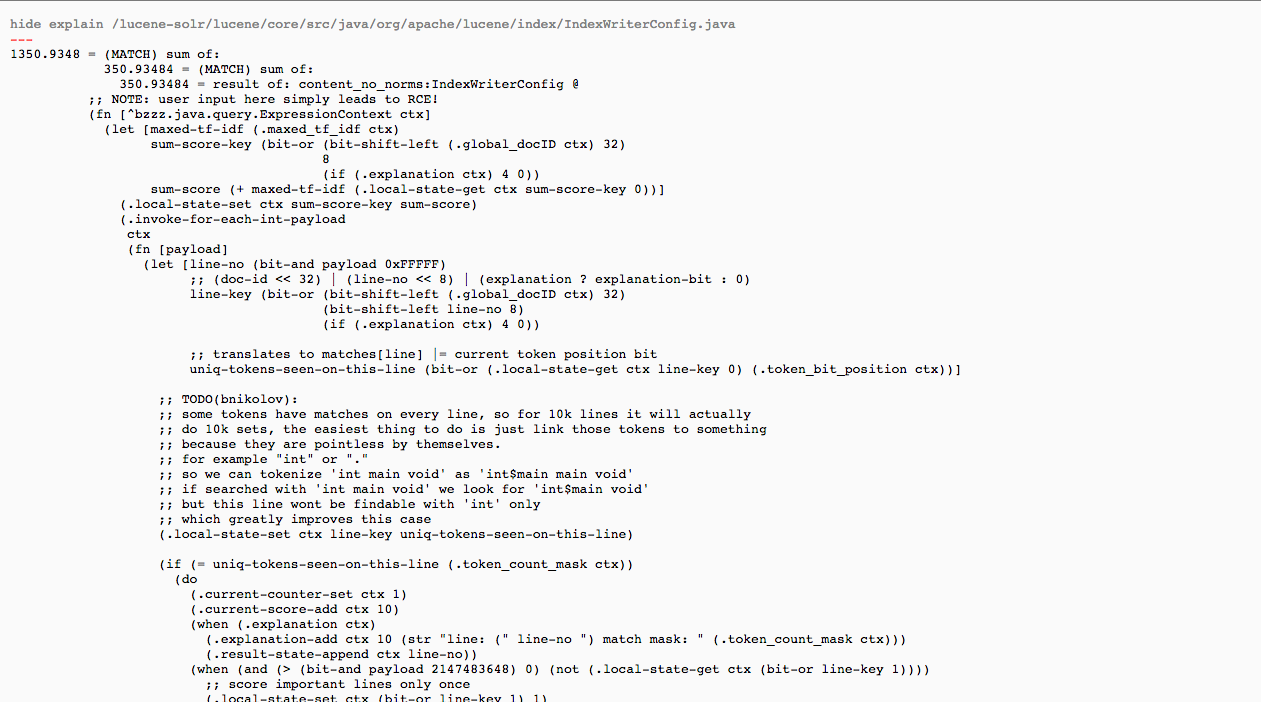 hide explain /lucene-solr/lucene/core/src/java/org/apache/lucene/index/IndexWriterConfig.java
---
1350.9348 = (MATCH) sum of:
350.93484 = (MATCH) sum of:
350.93484 = result of: content_no_norms:IndexWriterConfig @
;; NOTE: user input here simply leads to RCE!
(fn [^bzzz.java.query.ExpressionContext ctx]
(let [maxed-tf-idf (.maxed_tf_idf ctx)
sum-score-key (bit-or (bit-shift-left (.global_docID ctx) 32)
8
(if (.explanation ctx) 4 0))
sum-score (+ maxed-tf-idf (.local-state-get ctx sum-score-key 0))]
(.local-state-set ctx sum-score-key sum-score)
(.invoke-for-each-int-payload
ctx
(fn [payload]
(let [line-no (bit-and payload 0xFFFFF)
;; (doc-id << 32) | (line-no << 8) | (explanation ? explanation-bit : 0)
line-key (bit-or (bit-shift-left (.global_docID ctx) 32)
(bit-shift-left line-no 8)
(if (.explanation ctx) 4 0))
;; translates to matches[line] |= current token position bit
uniq-tokens-seen-on-this-line (bit-or (.local-state-get ctx line-key 0) (.token_bit_position ctx))]
;; TODO(bnikolov):
;; some tokens have matches on every line, so for 10k lines it will actually
;; do 10k sets, the easiest thing to do is just link those tokens to something
;; because they are pointless by themselves.
;; for example "int" or "."
;; so we can tokenize 'int main void' as 'int$main main void'
;; if searched with 'int main void' we look for 'int$main void'
;; but this line wont be findable with 'int' only
;; which greatly improves this case
(.local-state-set ctx line-key uniq-tokens-seen-on-this-line)
(if (= uniq-tokens-seen-on-this-line (.token_count_mask ctx))
(do
(.current-counter-set ctx 1)
(.current-score-add ctx 10)
(when (.explanation ctx)
(.explanation-add ctx 10 (str "line: (" line-no ") match mask: " (.token_count_mask ctx)))
(.result-state-append ctx line-no))
(when (and (> (bit-and payload 2147483648) 0) (not (.local-state-get ctx (bit-or line-key 1))))
;; score important lines only once
(.local-state-set ctx (bit-or line-key 1) 1)